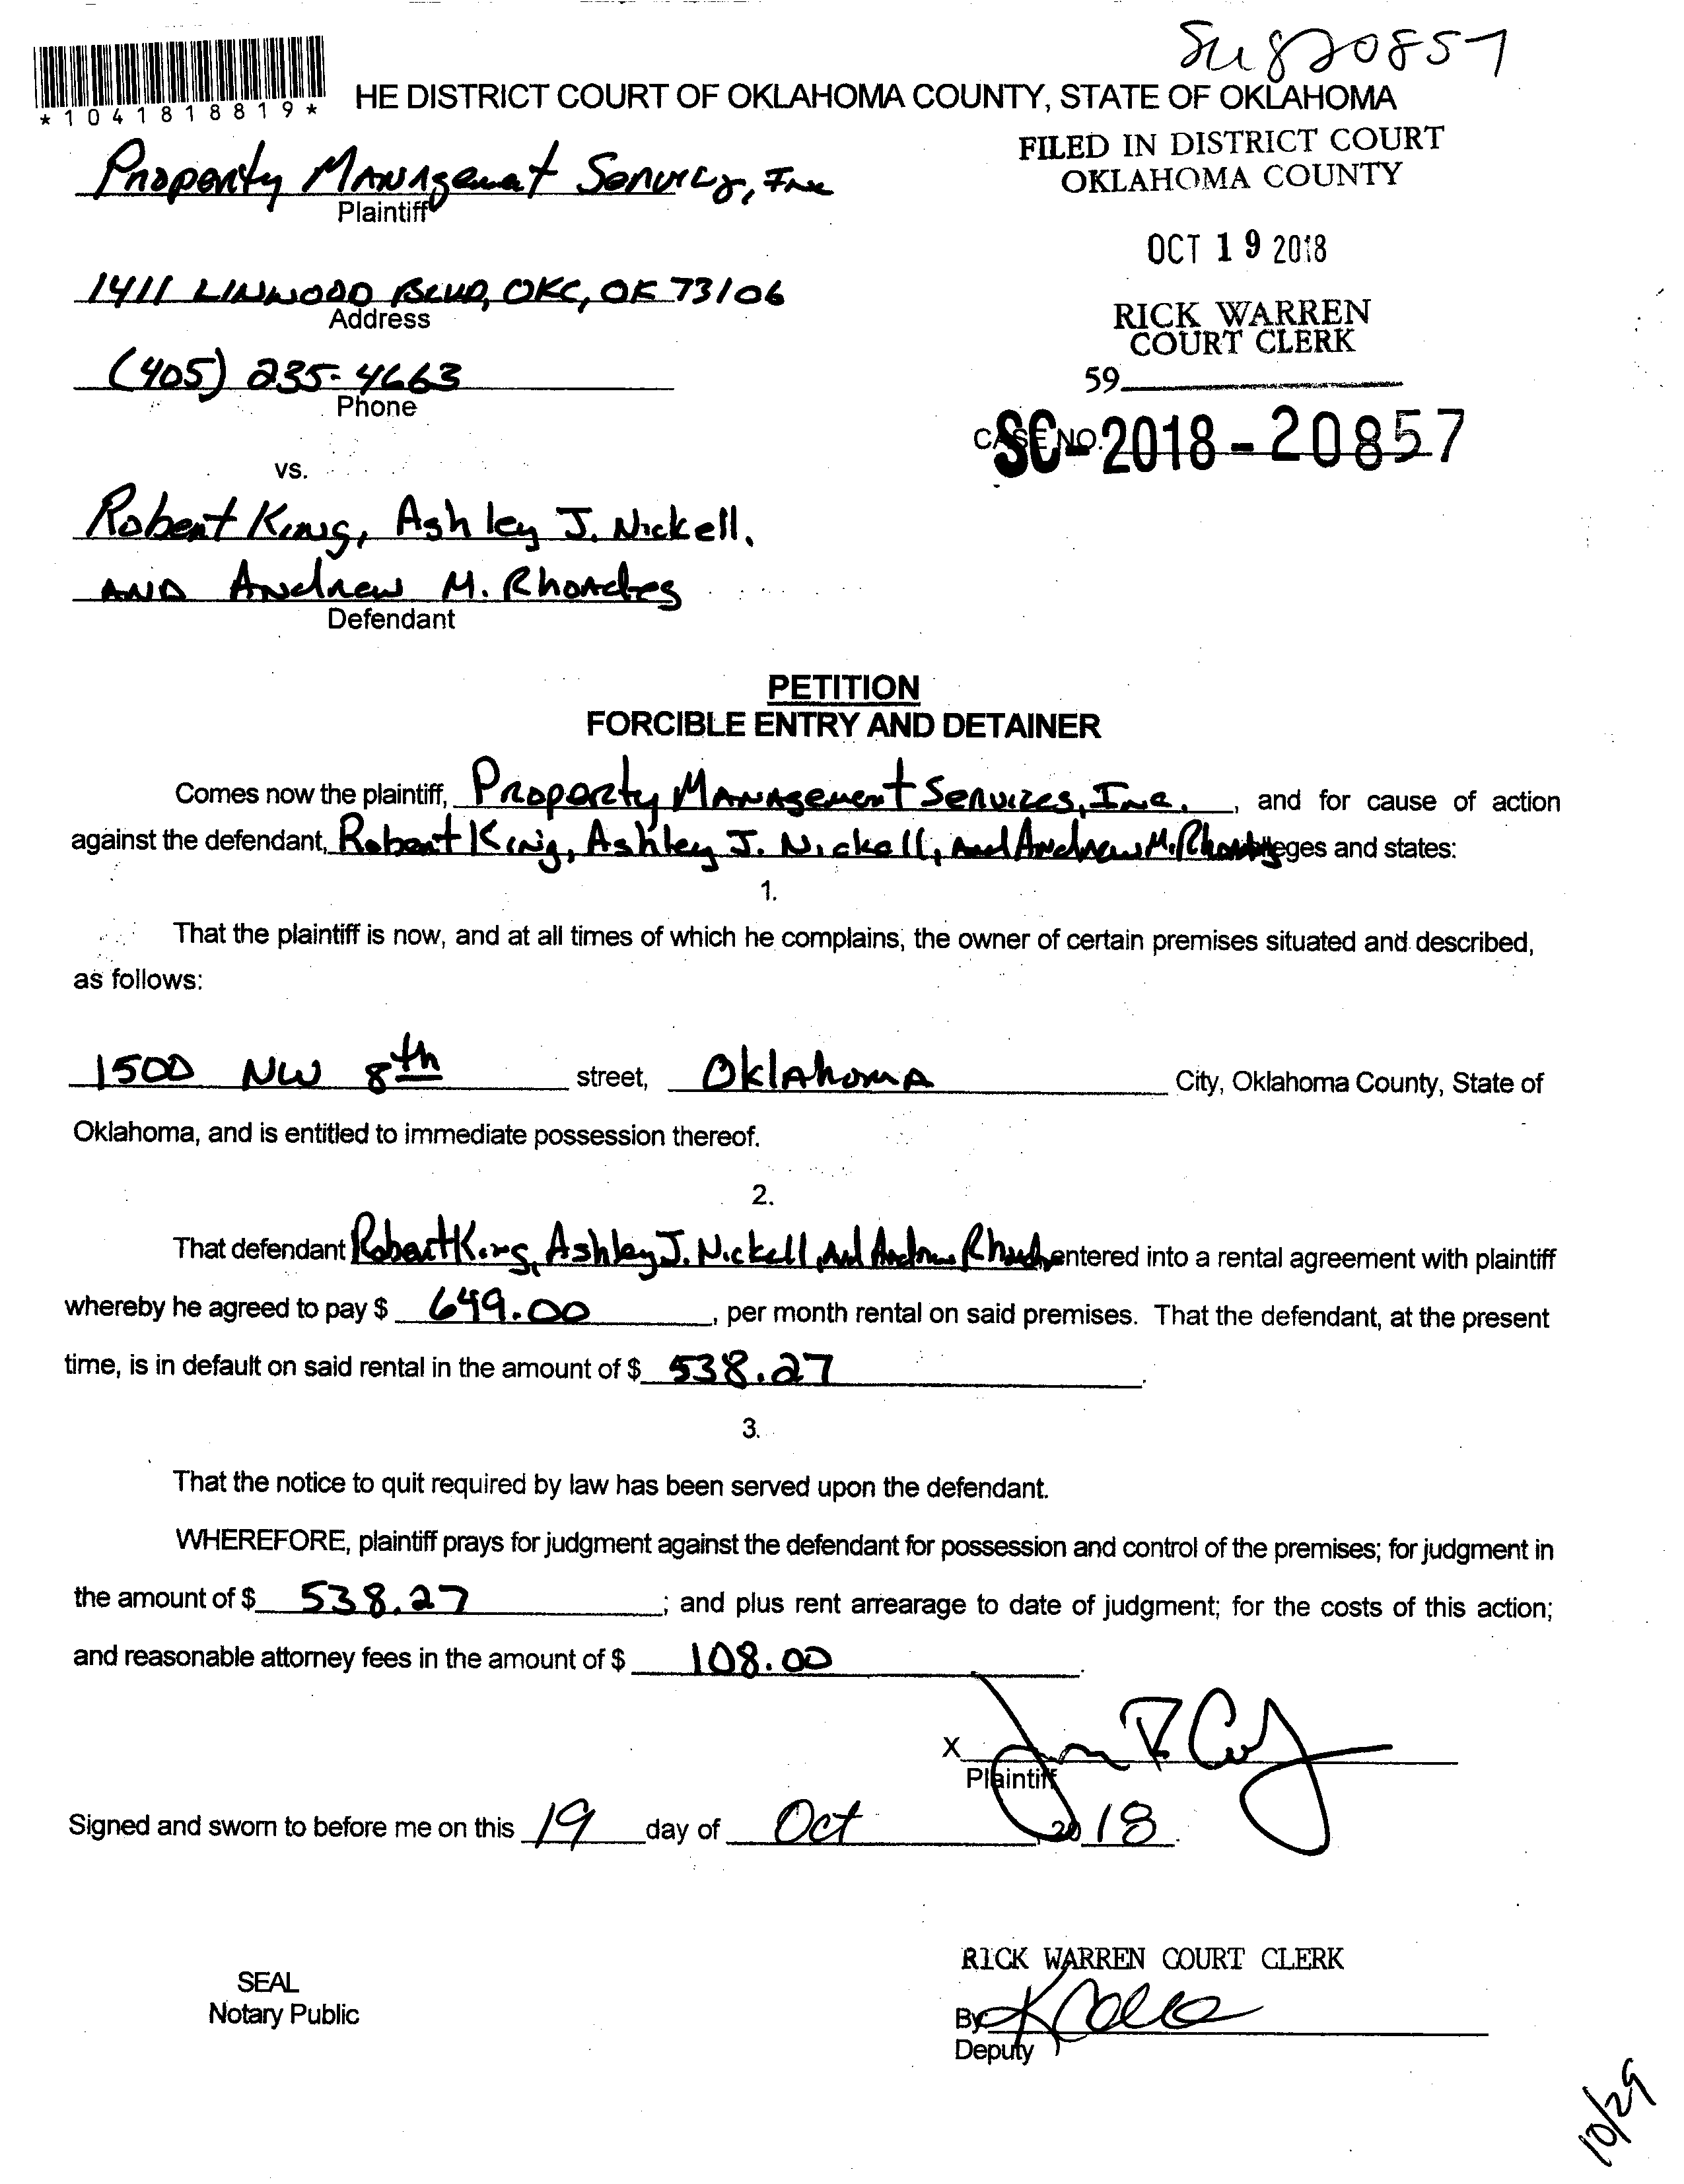 20857
*1041818819*
HE DISTRICT COURT OF OKLAHOMA COUNTY, STATE OF OKLAHOMA
FILED IN DISTRICT COURT
OKLAHOMA COUNTY
Property Management Services, Inc
Plaintiff
OCT 19 2018
1411 LINWOOD BLVD, OKC, OK 73106
Address
RICK WARREN
COURT CLERK
(405) 235-4663
Phone
59
CASE NO. SC-2018-20857
vs.
Robert King, Ashley J. Nickell,
AND Andrew M. Rhoades
Defendant
PETITION
FORCIBLE ENTRY AND DETAINER
Comes now the plaintiff, Property Management Services, Inc., and for cause of action
against the defendant, Robert King, Ashley J. Nickell, and Andrew M. Rhoades alleges and states:
1.
That the plaintiff is now, and at all times of which he complains, the owner of certain premises situated and described,
as follows:
1500 NW 8th street, Oklahoma City, Oklahoma County, State of
Oklahoma, and is entitled to immediate possession thereof.
2.
That defendant Robert King, Ashley J. Nickell, and Andrew Rhoades entered into a rental agreement with plaintiff
whereby he agreed to pay $ 649.00, per month rental on said premises. That the defendant, at the present
time, is in default on said rental in the amount of $ 538.27.
3.
That the notice to quit required by law has been served upon the defendant.
WHEREFORE, plaintiff prays for judgment against the defendant for possession and control of the premises; for judgment in
the amount of $ 538.27; and plus rent arrearage to date of judgment; for the costs of this action;
and reasonable attorney fees in the amount of $ 108.00.
X
Plaintiff
Signed and sworn to before me on this 19 day of Oct, 2018.
RICK WARREN COURT CLERK
SEAL
Notary Public
By
Deputy
10/29